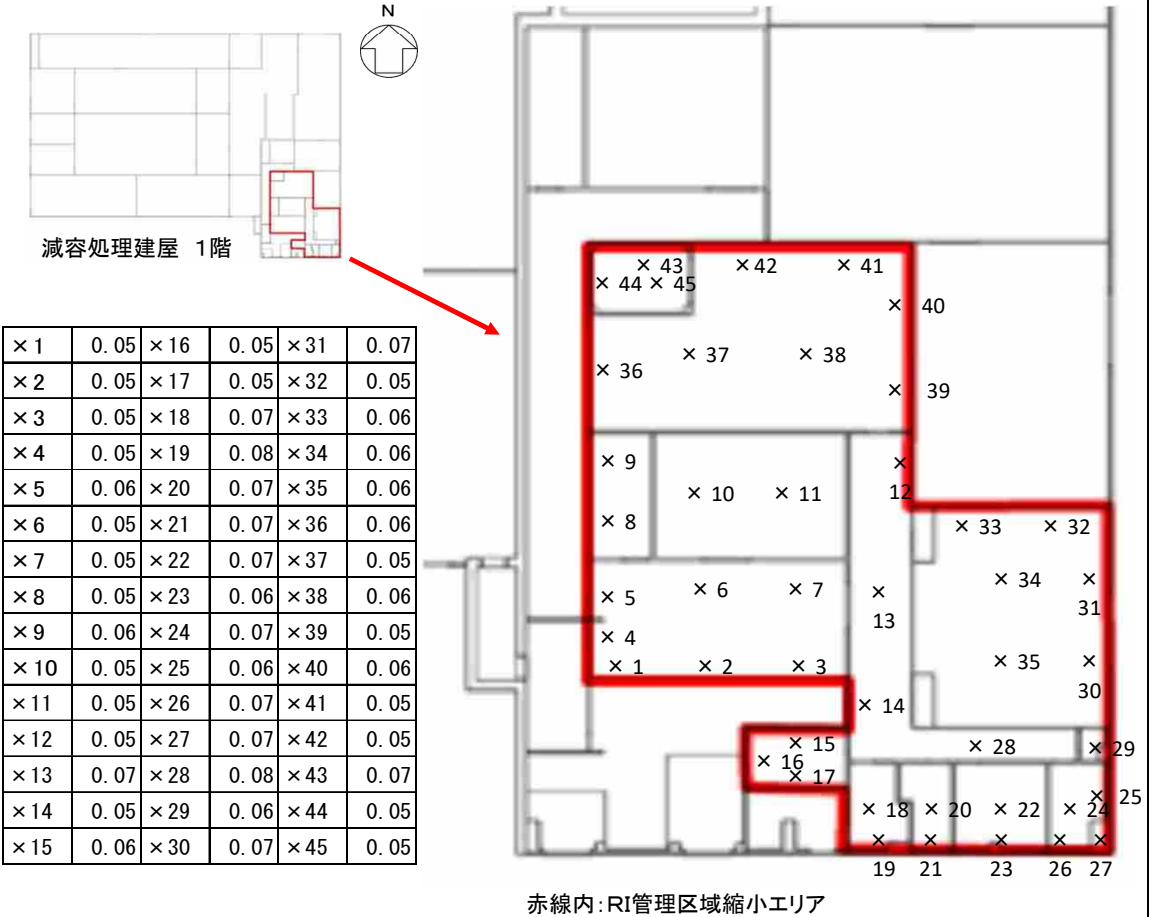 N
減容処理建屋 1階
×1 0.05 ×16 0.05 ×31 0.07
×2 0.05 ×17 0.05 ×32 0.05
×3 0.05 ×18 0.07 ×33 0.06
×4 0.05 ×19 0.08 ×34 0.06
×5 0.06 ×20 0.07 ×35 0.06
×6 0.05 ×21 0.07 ×36 0.06
×7 0.05 ×22 0.07 ×37 0.05
×8 0.05 ×23 0.06 ×38 0.06
×9 0.06 ×24 0.07 ×39 0.05
×10 0.05 ×25 0.06 ×40 0.06
×11 0.05 ×26 0.07 ×41 0.05
×12 0.05 ×27 0.07 ×42 0.05
×13 0.07 ×28 0.08 ×43 0.07
×14 0.05 ×29 0.06 ×44 0.05
×15 0.06 ×30 0.07 ×45 0.05
×43 ×42 ×41
×44 ×45
×40
×37 ×38
×36
×39
×9 ×12
×10 ×11
×8 ×33 ×32
×34 ×31
×5 ×6 ×7
×13
×4
×1 ×2 ×3 ×35 ×30
×14
×15 ×28 ×29
×16
×17
×25
×18 ×20 ×22 ×24
×19 ×21 ×23 ×26 ×27
赤線内:RI管理区域縮小エリア